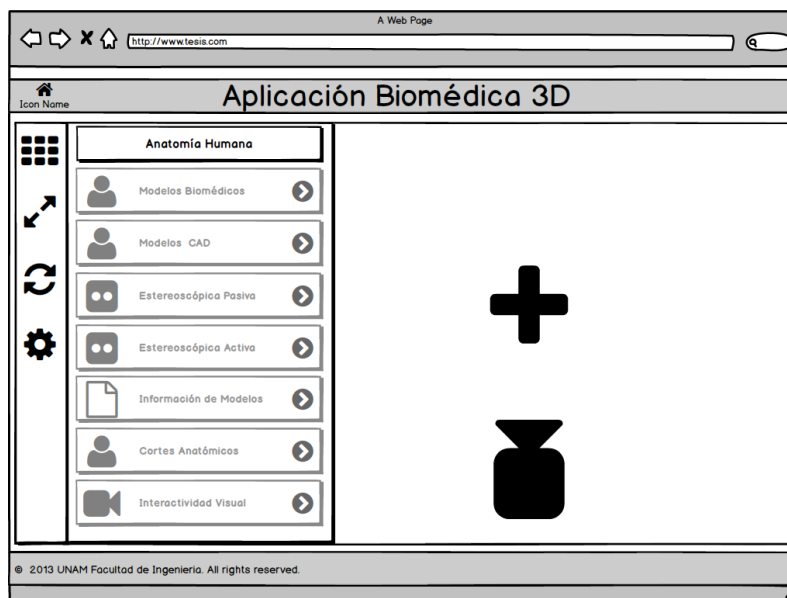 A Web Page
http://www.tesis.com
Icon Name
Aplicación Biomédica 3D
Anatomía Humana
Modelos Biomédicos
Modelos CAD
Estereoscópica Pasiva
Estereoscópica Activa
Información de Modelos
Cortes Anatómicos
Interactividad Visual
© 2013 UNAM Facultad de Ingenieria. All rights reserved.